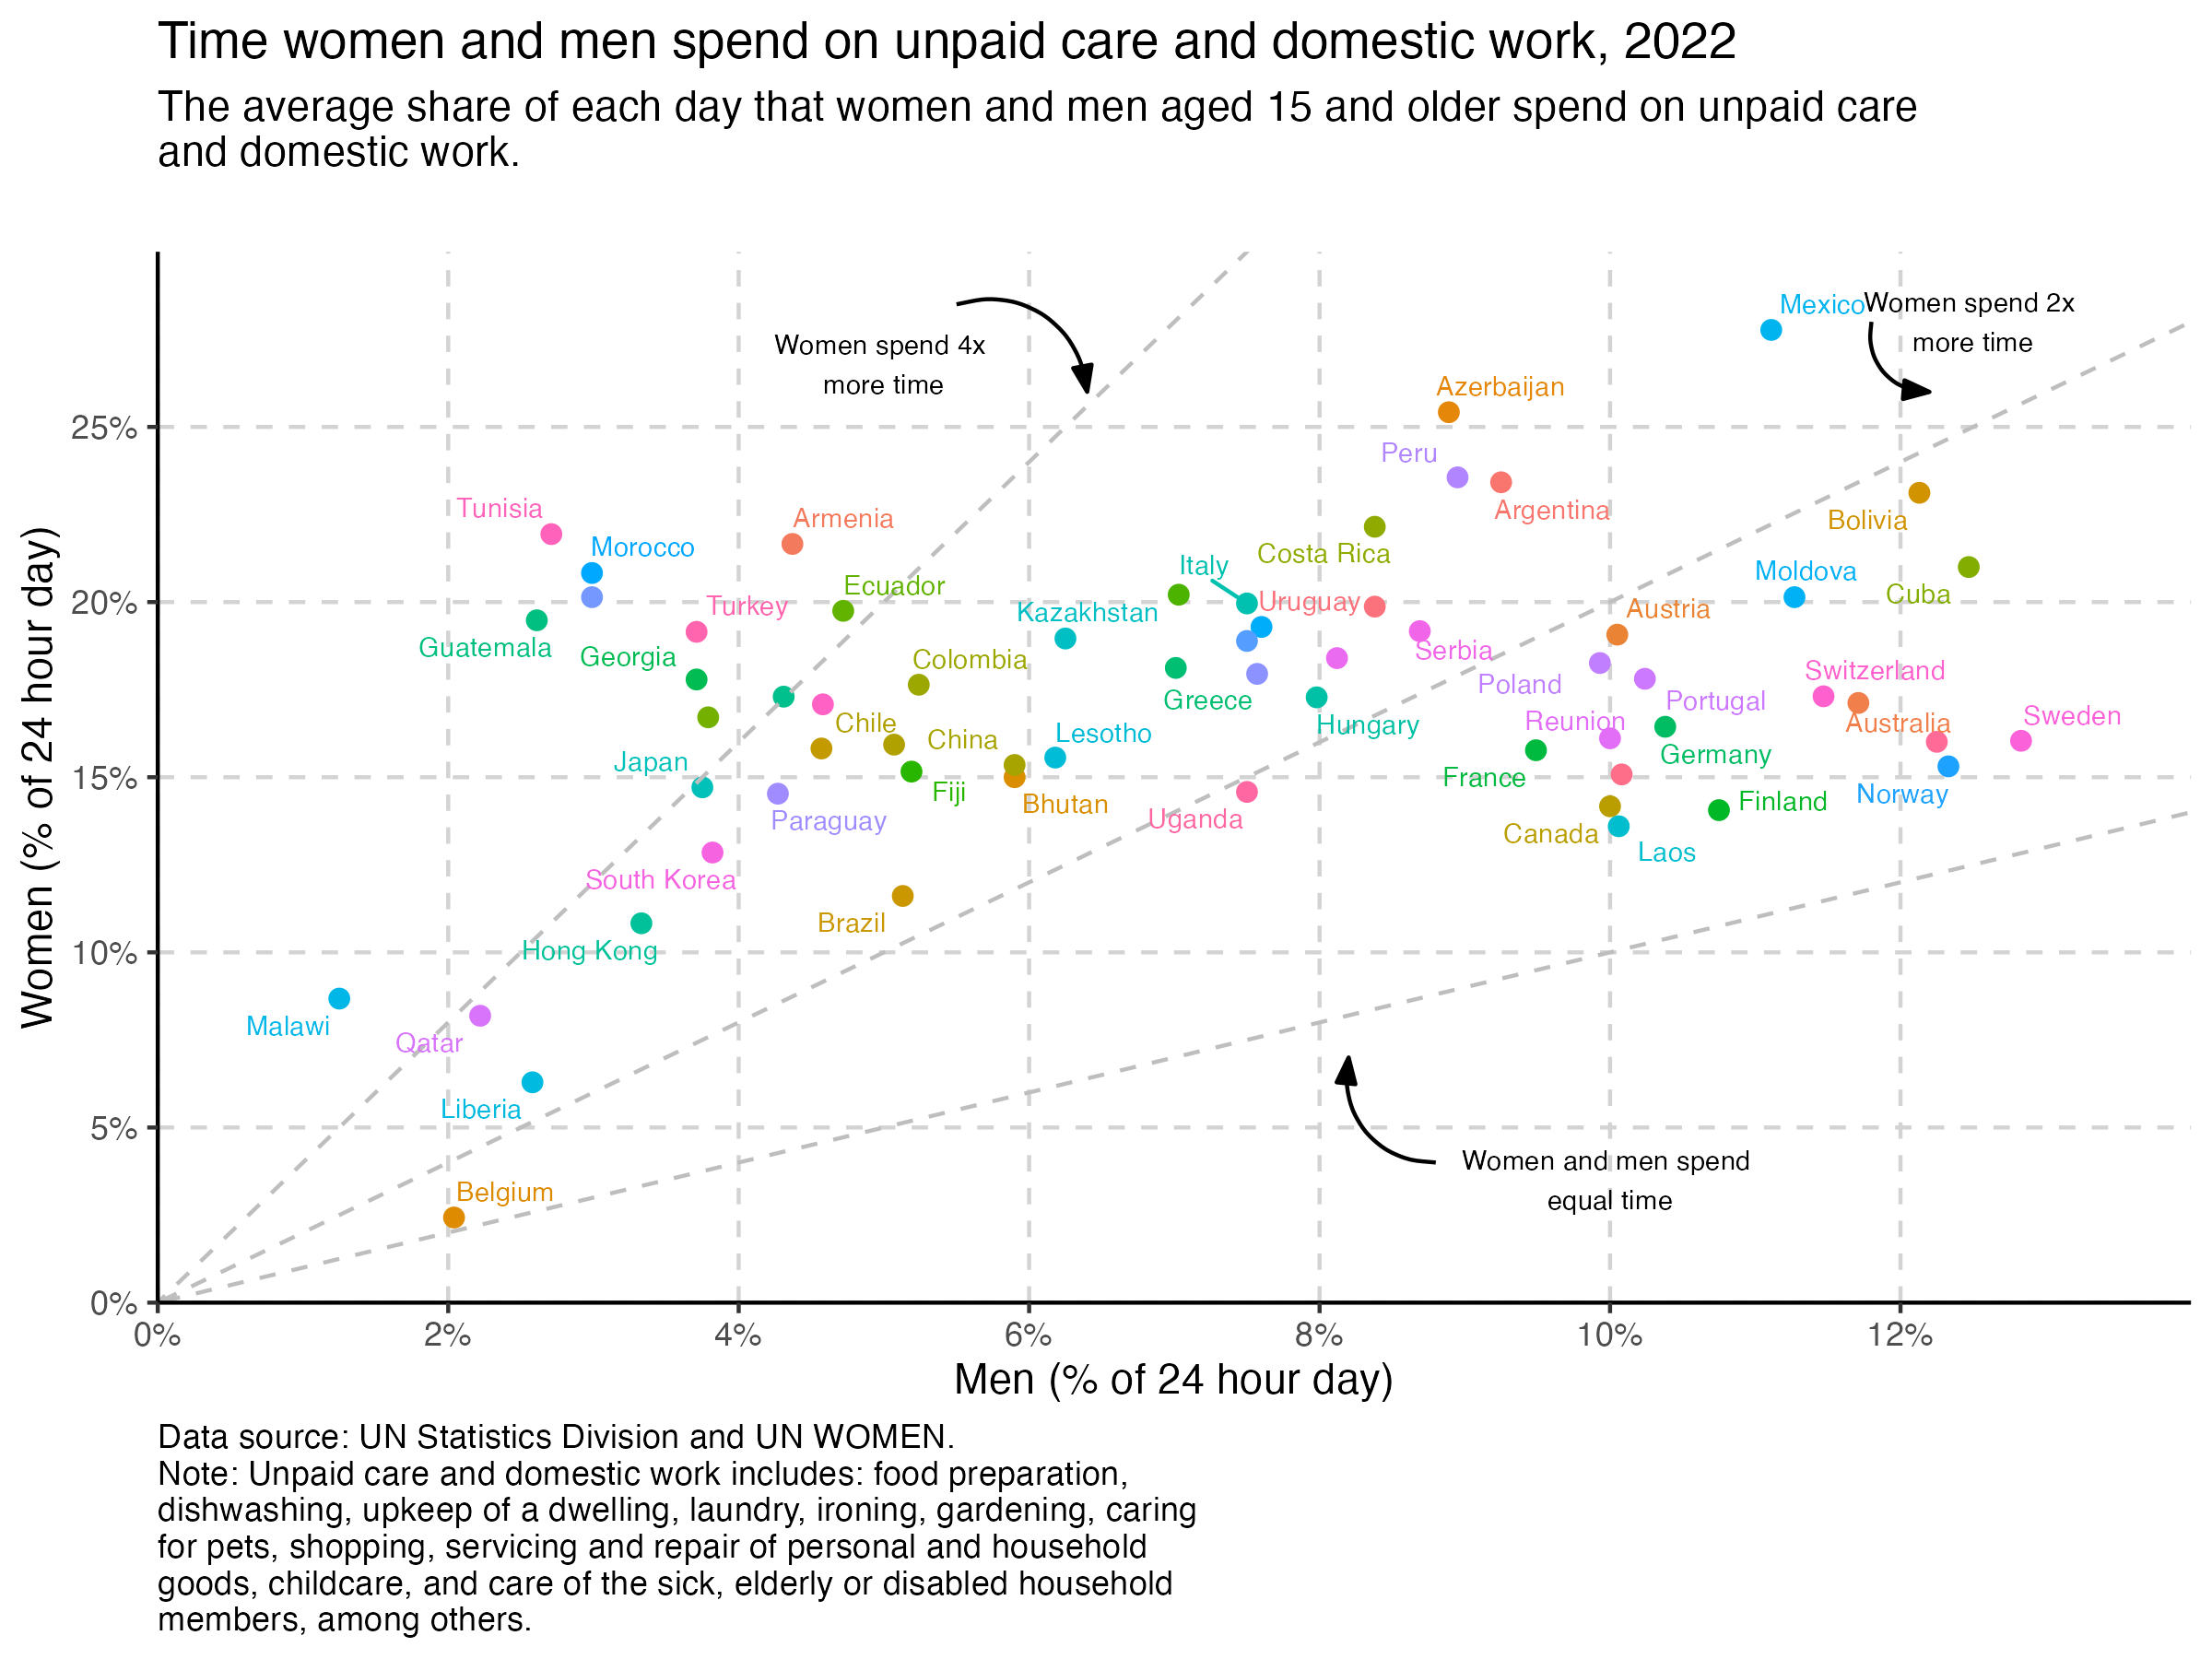 Time women and men spend on unpaid care and domestic work, 2022
The average share of each day that women and men aged 15 and older spend on unpaid care
and domestic work.
Mexico
Women spend 2x
more time
Women spend 4x
more time
Azerbaijan
25%
Peru
Tunisia
Argentina
Armenia
Bolivia
Morocco
Costa Rica
Italy
Moldova
Ecuador
Cuba
20%
Turkey
Uruguay
Kazakhstan
Austria
Guatemala
Georgia
Serbia
Colombia
Switzerland
Poland
Greece
Portugal
Chile
Hungary
Reunion
Australia
Sweden
China
Lesotho
Germany
15%
Japan
France
Fiji
Norway
Bhutan
Finland
Paraguay
Uganda
Canada
Laos
South Korea
Brazil
10%
Hong Kong
Malawi
Qatar
Liberia
5%
Women and men spend
equal time
Belgium
0%
0% 2% 4% 6% 8% 10% 12%
Women (% of 24 hour day)
Men (% of 24 hour day)
Data source: UN Statistics Division and UN WOMEN.
Note: Unpaid care and domestic work includes: food preparation,
dishwashing, upkeep of a dwelling, laundry, ironing, gardening, caring
for pets, shopping, servicing and repair of personal and household
goods, childcare, and care of the sick, elderly or disabled household
members, among others.